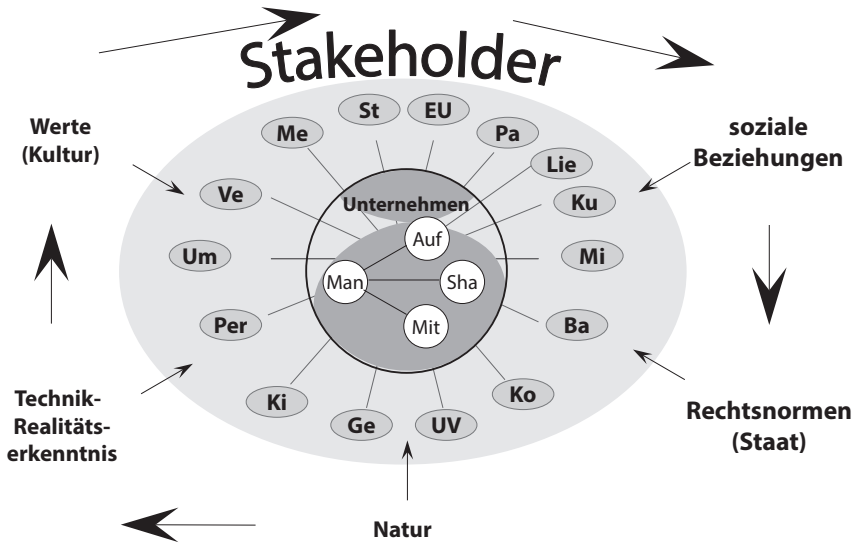 Stakeholder
St
EU
Me
Pa
Werte
(Kultur)
soziale
Beziehungen
Lie
Ve
Unternehmen
Ku
Auf
Um
Mi
Man
Sha
Per
Mit
Ba
Ki
Ko
Ge
UV
Technik-
Realitäts-
erkenntnis
Rechtsnormen
(Staat)
Natur